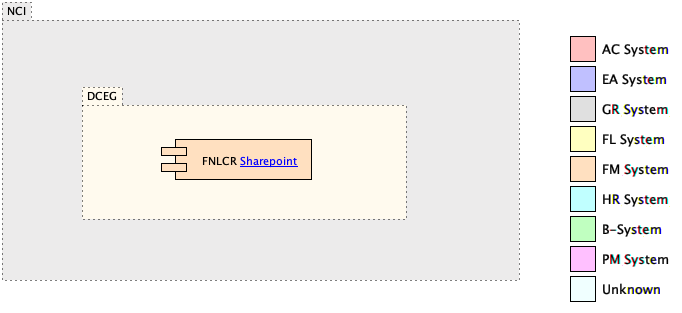 NCI
DCEG
FNLCR Sharepoint
AC System
EA System
GR System
FL System
FM System
HR System
B-System
PM System
Unknown